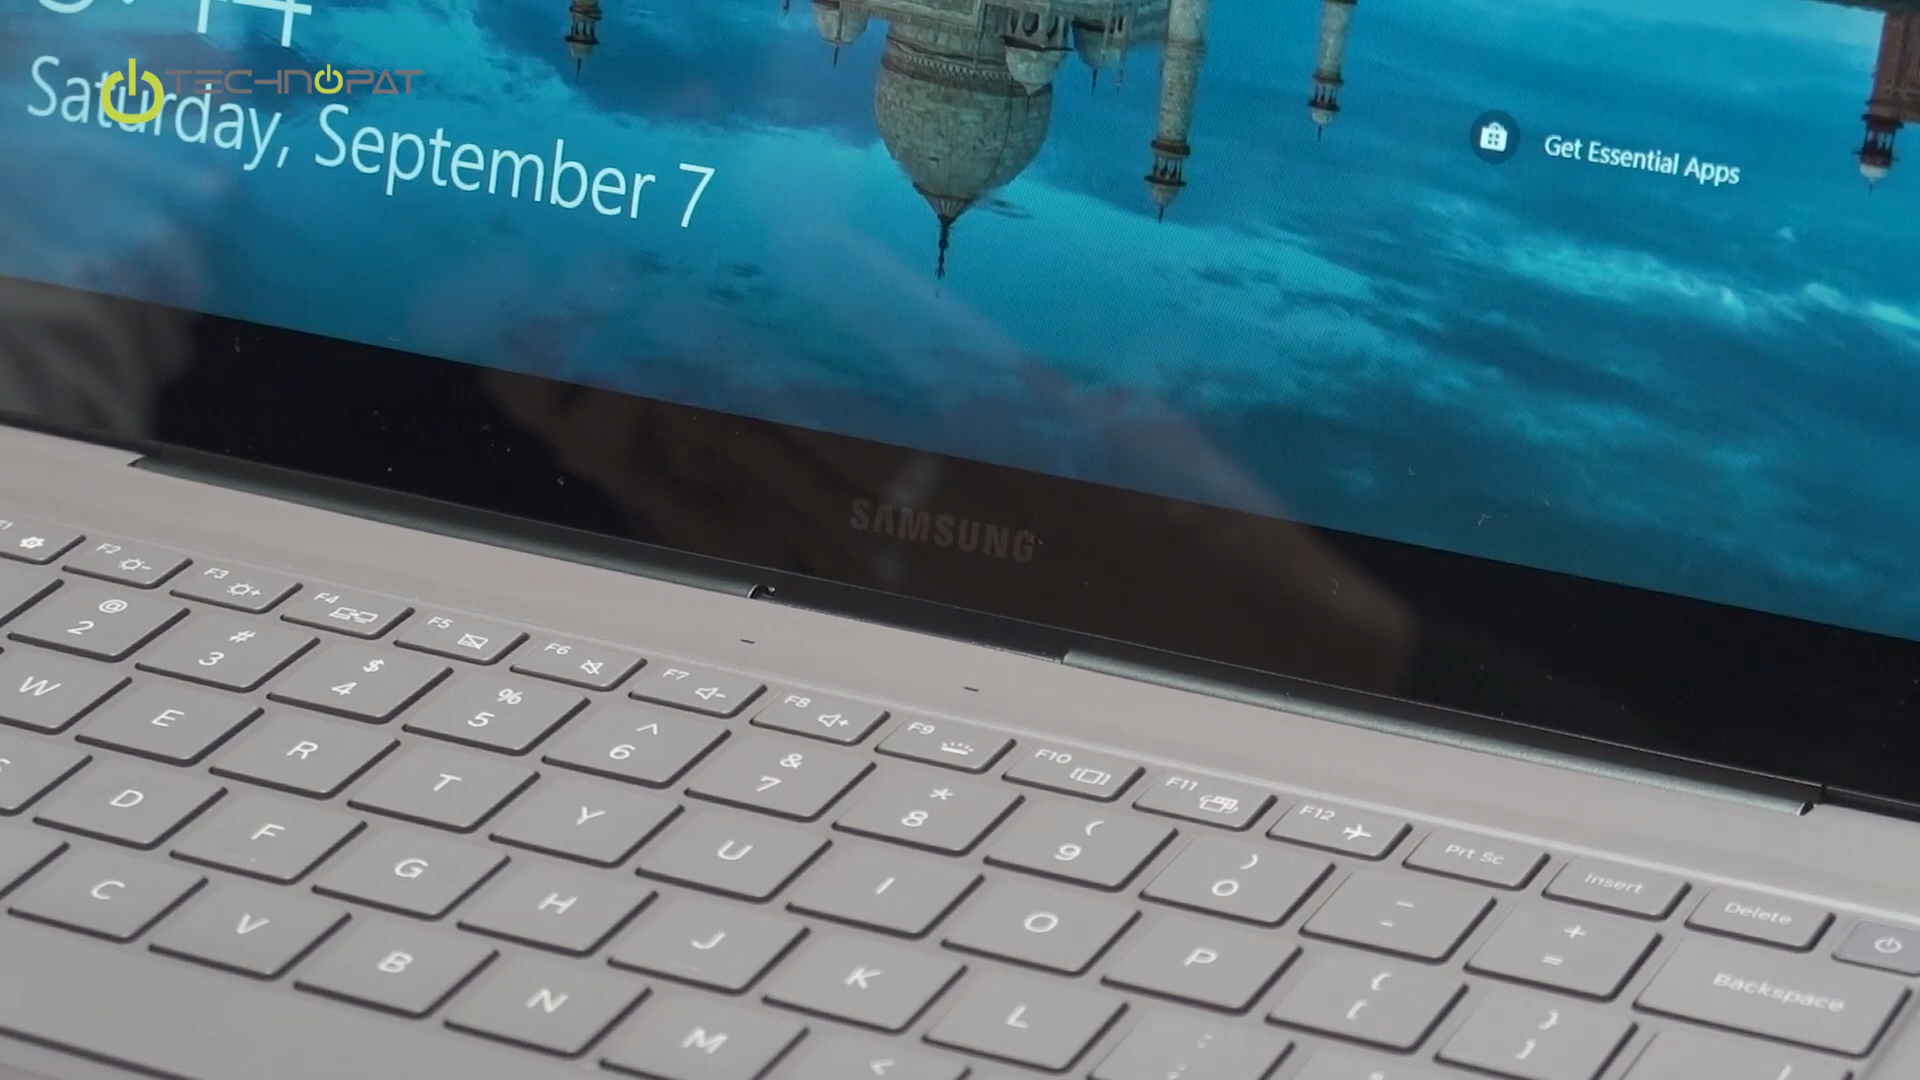 TECHNOPAT
Saturday, September 7
Get Essential Apps
SAMSUNG
F1 F2 F3 F4 F5 F6 F7 F8 F9 F10 F11 F12 Prt Sc Insert Delete
@ # $ % ^ & * ( ) - +
2 3 4 5 6 7 8 9 0 - = Backspace
W E R T Y U I O P { }
[ ]
D F G H J K L
C V B N M <